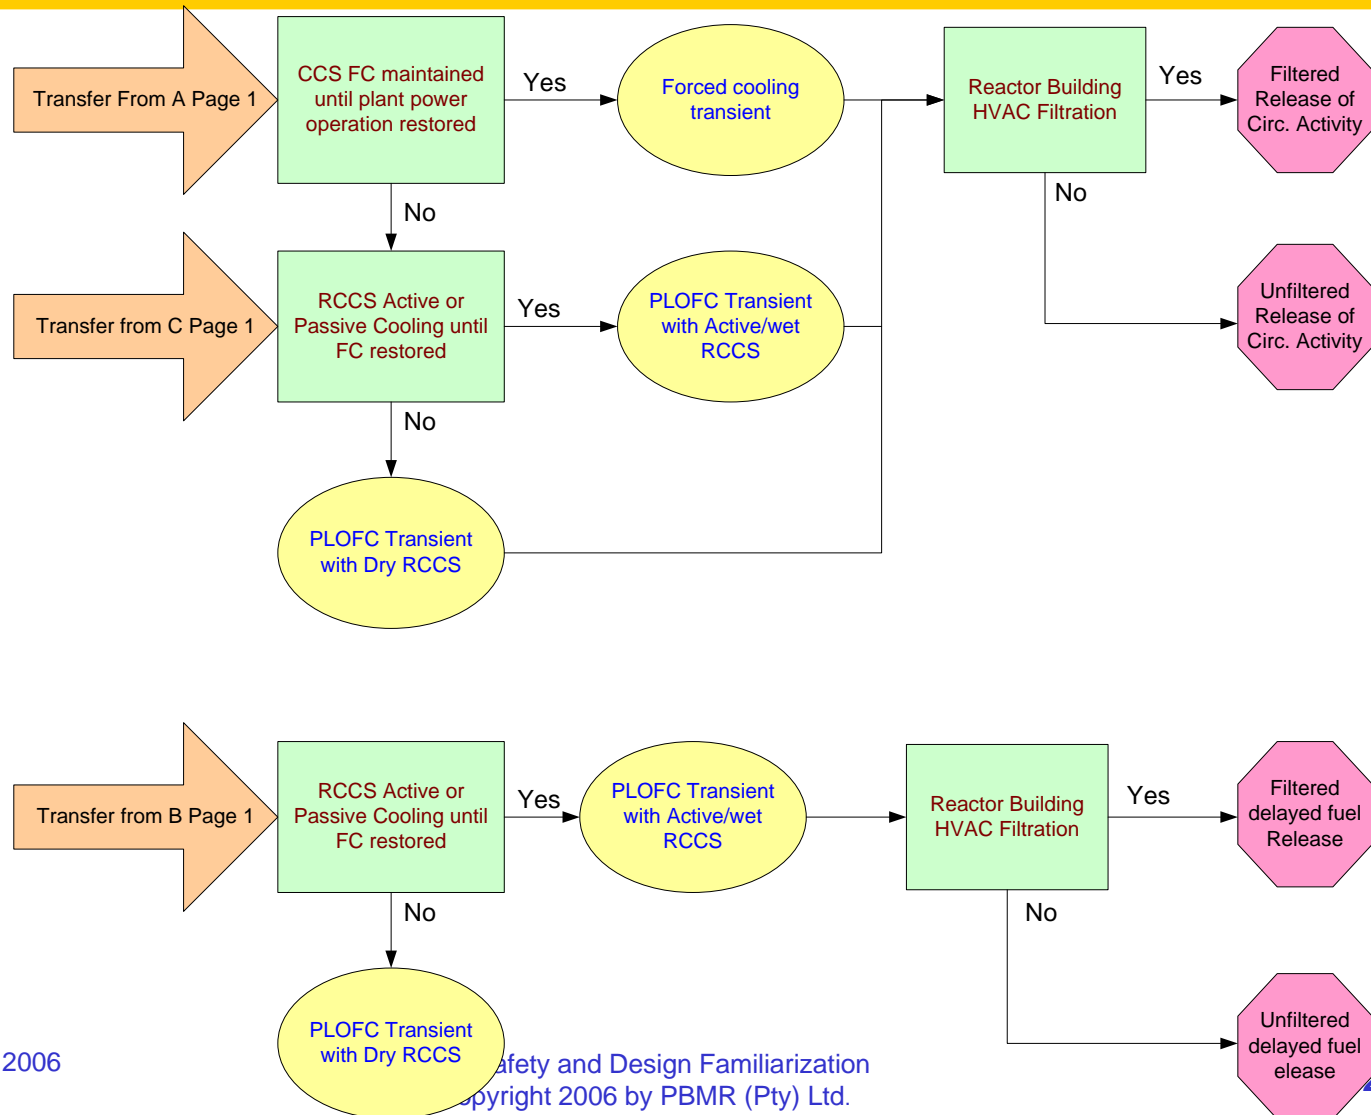 Transfer From A Page 1
CCS FC maintained
until plant power
operation restored
Yes
Forced cooling
transient
Reactor Building
HVAC Filtration
Yes
Filtered
Release of
Circ. Activity
No
No
Transfer from C Page 1
RCCS Active or
Passive Cooling until
FC restored
Yes
PLOFC Transient
with Active/wet
RCCS
Unfiltered
Release of
Circ. Activity
No
PLOFC Transient
with Dry RCCS
Transfer from B Page 1
RCCS Active or
Passive Cooling until
FC restored
Yes
PLOFC Transient
with Active/wet
RCCS
Reactor Building
HVAC Filtration
Yes
Filtered
delayed fuel
Release
No
No
PLOFC Transient
with Dry RCCS
Unfiltered
delayed fuel
elease
2006
afety and Design Familiarization
pyright 2006 by PBMR (Pty) Ltd.